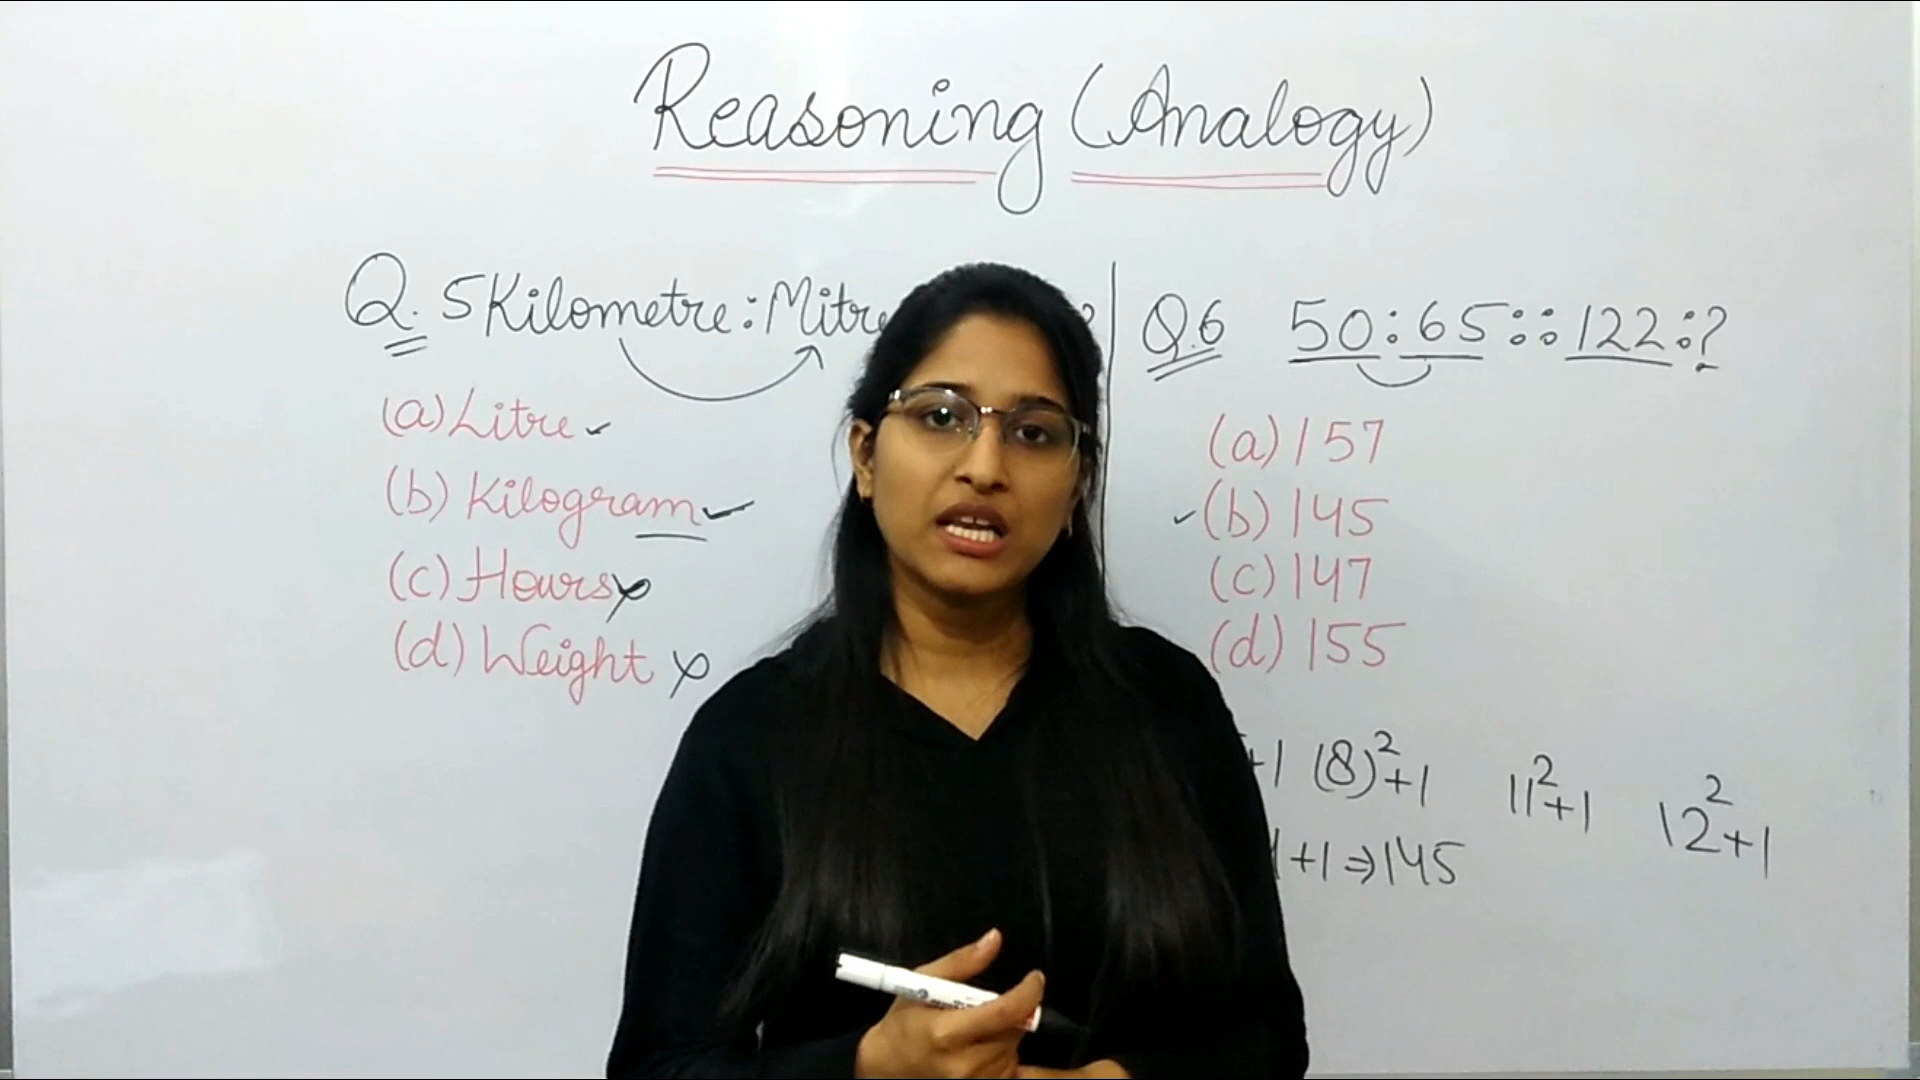 Reasoning (Analogy)
Q. 5 Kilometre : Mitre ?
(a) Litre ✓
(b) Kilogram ✓
(c) Hours x
(d) Weight x
Q.6 50 : 65 :: 122 : ?
(a) 157
✓ (b) 145
(c) 147
(d) 155
+1 (8)²+1 11²+1 12²+1
+1 ⇒ 145